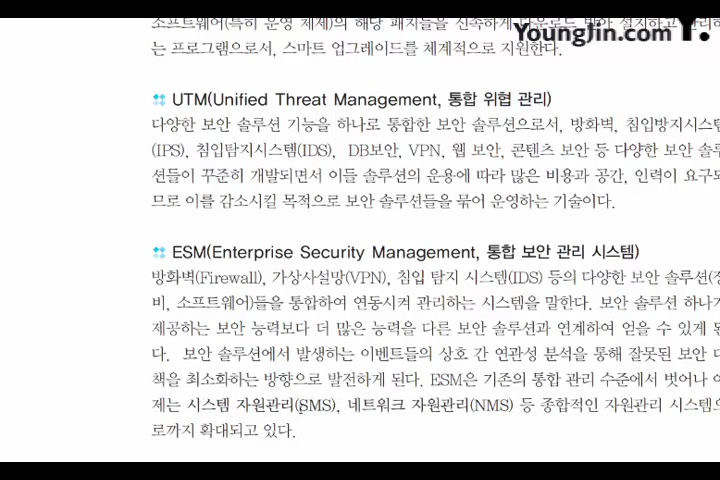 소프트웨어(특히 운영 체제)의 해당 패치들을 신속하게 다운로드 받아 설치하고
YoungJin.com Y.
는 프로그램으로서, 스마트 업그레이드를 체계적으로 지원한다.
UTM(Unified Threat Management, 통합 위협 관리)
다양한 보안 솔루션 기능을 하나로 통합한 보안 솔루션으로서, 방화벽, 침입방지시스템
(IPS), 침입탐지시스템(IDS), DB보안, VPN, 웹 보안, 콘텐츠 보안 등 다양한 보안 솔루
션들이 꾸준히 개발되면서 이들 솔루션의 운용에 따라 많은 비용과 공간, 인력이 요구되
므로 이를 감소시킬 목적으로 보안 솔루션들을 묶어 운영하는 기술이다.
ESM(Enterprise Security Management, 통합 보안 관리 시스템)
방화벽(Firewall), 가상사설망(VPN), 침입 탐지 시스템(IDS) 등의 다양한 보안 솔루션(장
비, 소프트웨어)들을 통합하여 연동시켜 관리하는 시스템을 말한다. 보안 솔루션 하나가
제공하는 보안 능력보다 더 많은 능력을 다른 보안 솔루션과 연계하여 얻을 수 있게 된
다. 보안 솔루션에서 발생하는 이벤트들의 상호 간 연관성 분석을 통해 잘못된 보안 대
책을 최소화하는 방향으로 발전하게 된다. ESM은 기존의 통합 관리 수준에서 벗어나 이
제는 시스템 자원관리(SMS), 네트워크 자원관리(NMS) 등 종합적인 자원관리 시스템으
로까지 확대되고 있다.